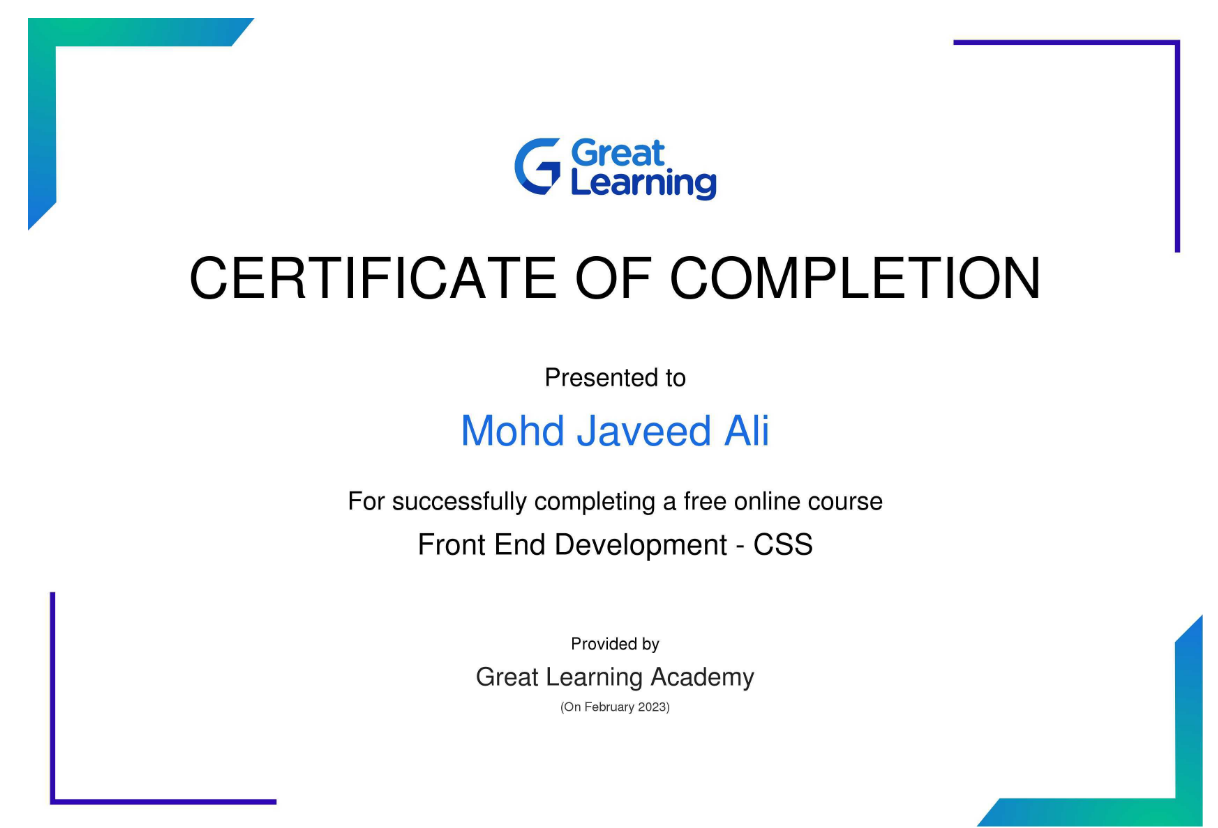 Great
Learning
CERTIFICATE OF COMPLETION
Presented to
Mohd Javeed Ali
For successfully completing a free online course
Front End Development - CSS
Provided by
Great Learning Academy
(On February 2023)